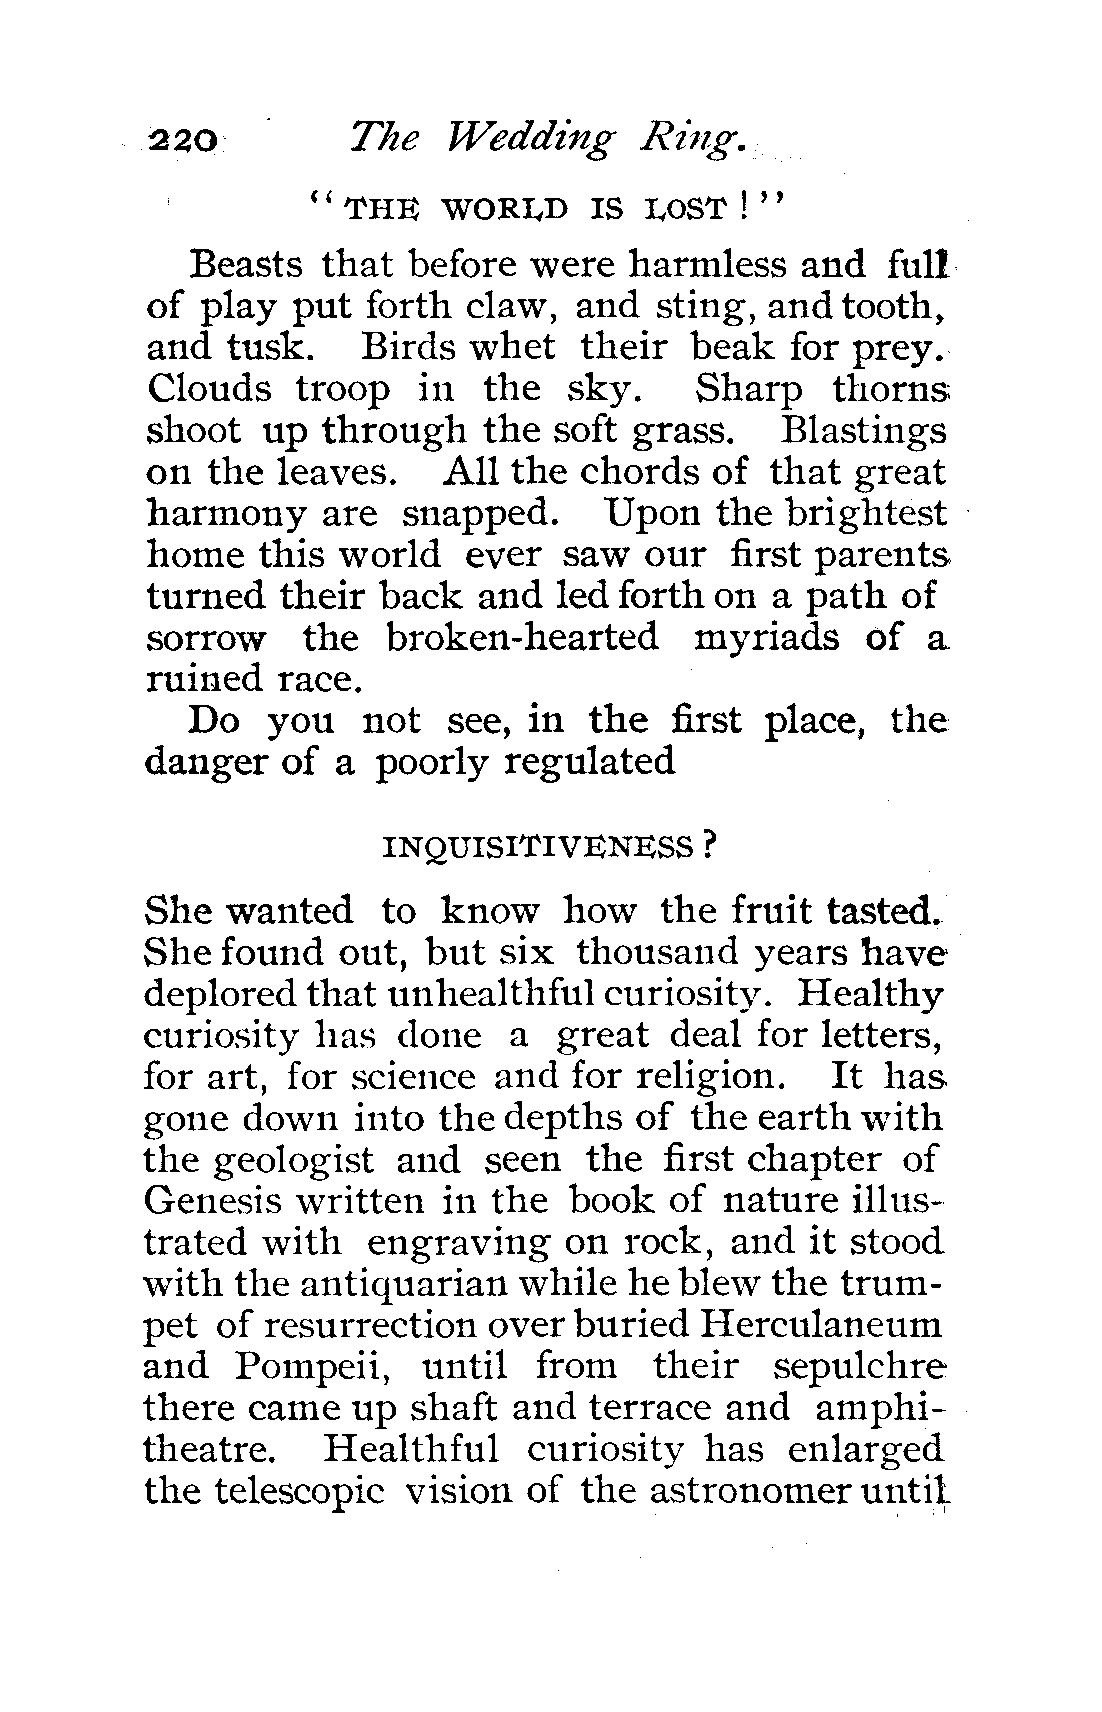 220 The Wedding Ring.
"THE WORLD IS LOST!"
Beasts that before were harmless and full
of play put forth claw, and sting, and tooth,
and tusk. Birds whet their beak for prey.
Clouds troop in the sky. Sharp thorns
shoot up through the soft grass. Blastings
on the leaves. All the chords of that great
harmony are snapped. Upon the brightest
home this world ever saw our first parents
turned their back and led forth on a path of
sorrow the broken-hearted myriads of a
ruined race.
Do you not see, in the first place, the
danger of a poorly regulated
INQUISITIVENESS?
She wanted to know how the fruit tasted.
She found out, but six thousand years have
deplored that unhealthful curiosity. Healthy
curiosity has done a great deal for letters,
for art, for science and for religion. It has
gone down into the depths of the earth with
the geologist and seen the first chapter of
Genesis written in the book of nature illus-
trated with engraving on rock, and it stood
with the antiquarian while he blew the trum-
pet of resurrection over buried Herculaneum
and Pompeii, until from their sepulchre
there came up shaft and terrace and amphi-
theatre. Healthful curiosity has enlarged
the telescopic vision of the astronomer until